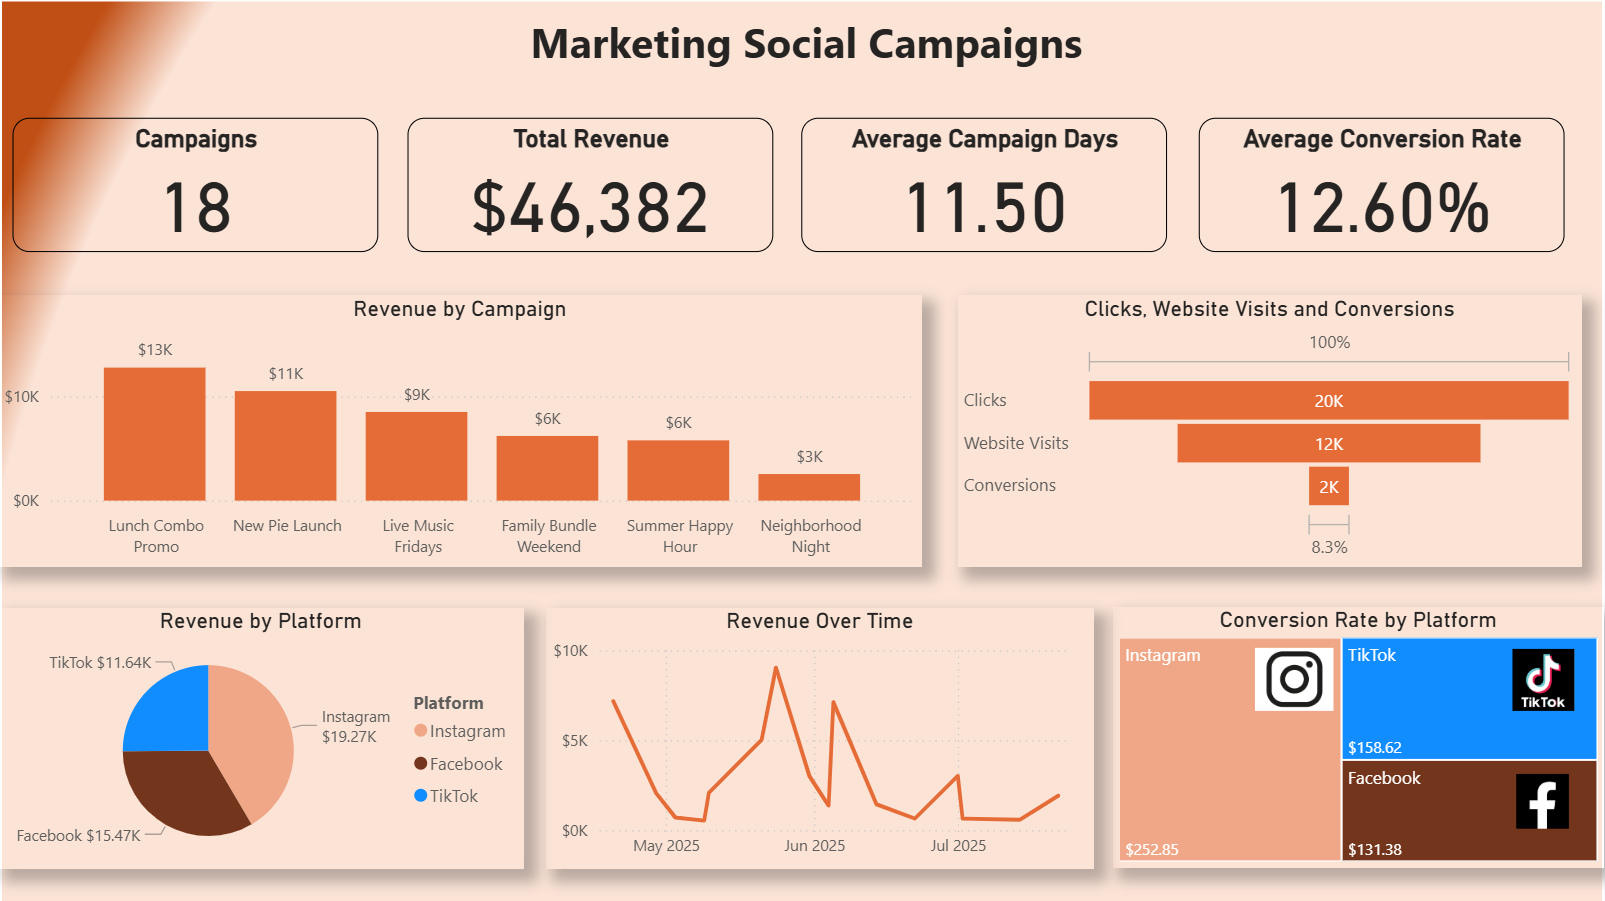 Marketing Social Campaigns
Campaigns
18
Total Revenue
$46,382
Average Campaign Days
11.50
Average Conversion Rate
12.60%
Revenue by Campaign
$13K
$11K
$10K
$9K
$6K
$6K
$3K
$0K
Lunch Combo
Promo
New Pie Launch
Live Music
Fridays
Family Bundle
Weekend
Summer Happy
Hour
Neighborhood
Night
Clicks, Website Visits and Conversions
100%
Clicks
20K
Website Visits
12K
Conversions
2K
8.3%
Revenue by Platform
TikTok $11.64K
Instagram
$19.27K
Facebook $15.47K
Platform
Instagram
Facebook
TikTok
Revenue Over Time
$10K
$5K
$0K
May 2025
Jun 2025
Jul 2025
Conversion Rate by Platform
Instagram
$252.85
TikTok
TikTok
$158.62
Facebook
$131.38